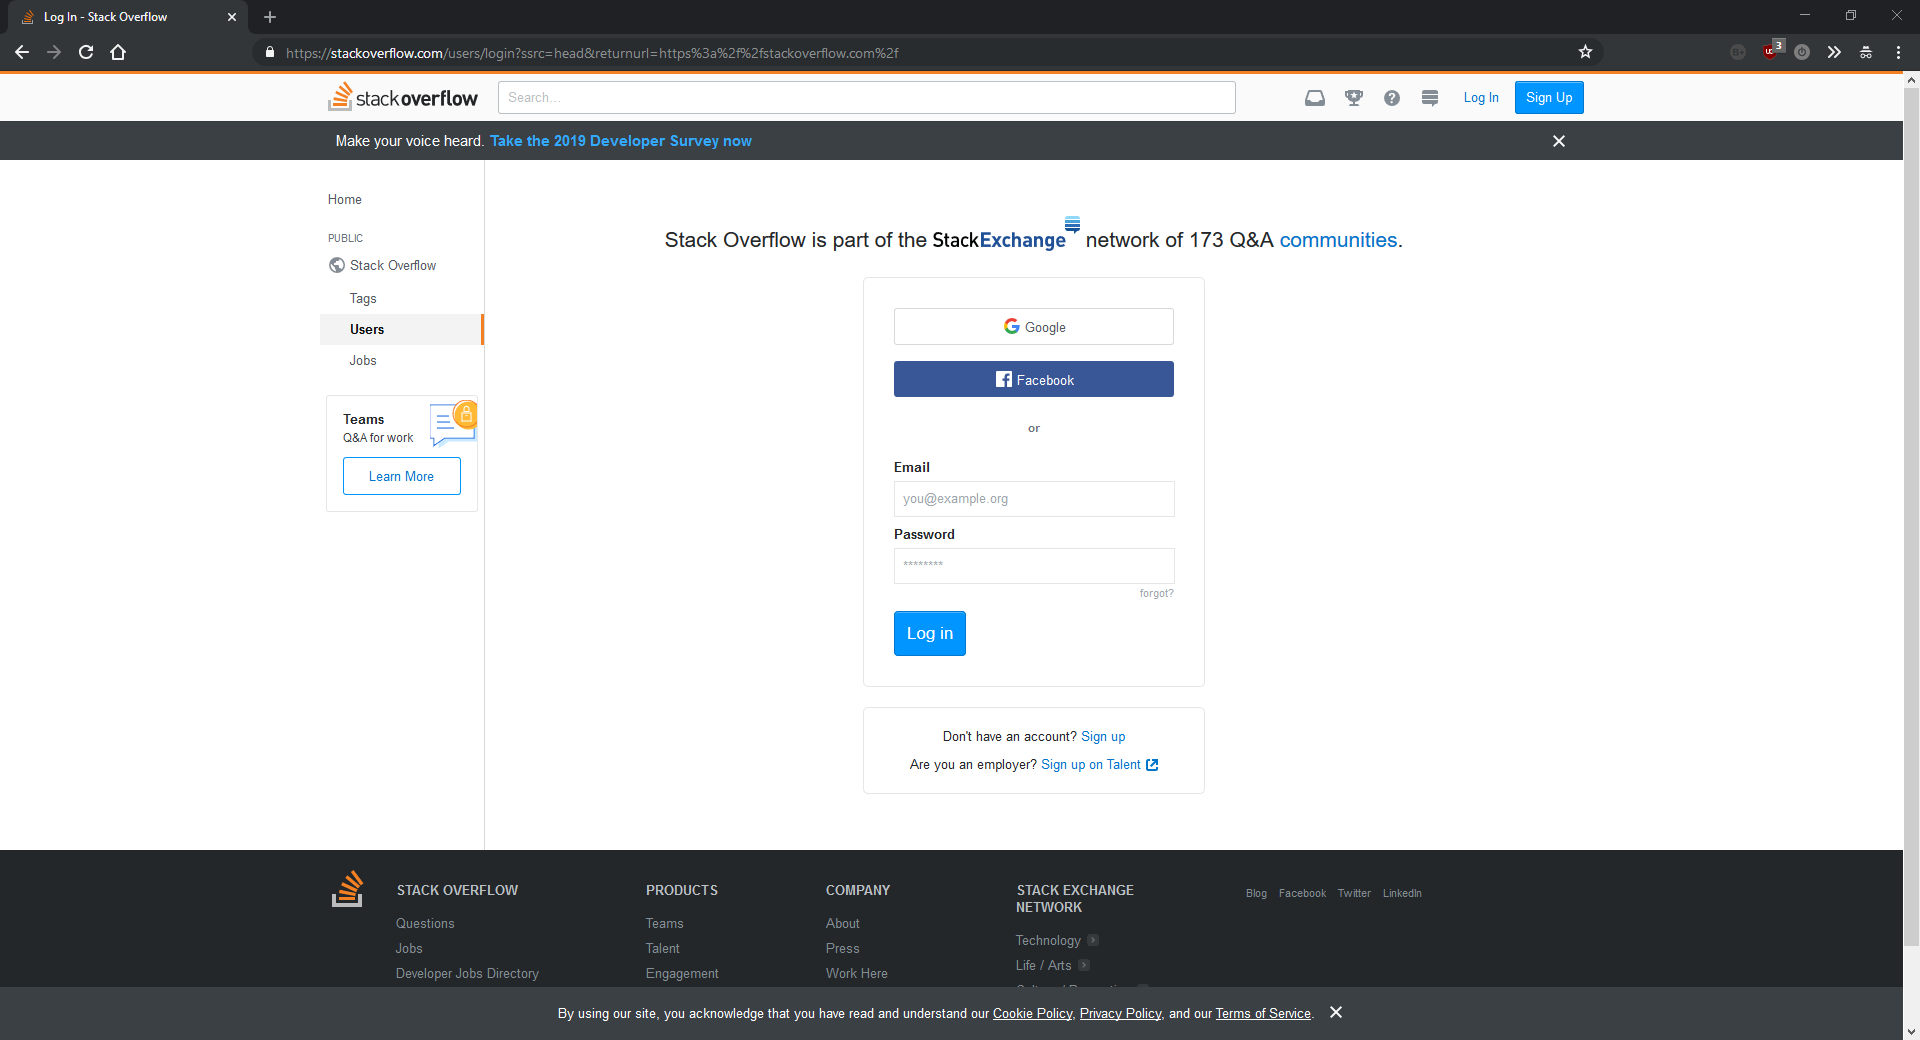 Log In - Stack Overflow
https://stackoverflow.com/users/login?ssrc=head&returnurl=https%3a%2f%2fstackoverflow.com%2f
3
stackoverflow
Search...
Log In
Sign Up
Make your voice heard. Take the 2019 Developer Survey now
Home
PUBLIC
Stack Overflow
Tags
Users
Jobs
Teams
Q&A for work
Learn More
Stack Overflow is part of the StackExchange network of 173 Q&A communities.
Google
Facebook
or
Email
you@example.org
Password
********
forgot?
Log in
Don't have an account? Sign up
Are you an employer? Sign up on Talent
STACK OVERFLOW
Questions
Jobs
Developer Jobs Directory
PRODUCTS
Teams
Talent
Engagement
COMPANY
About
Press
Work Here
STACK EXCHANGE
NETWORK
Technology
Life / Arts
Blog Facebook Twitter LinkedIn
By using our site, you acknowledge that you have read and understand our Cookie Policy, Privacy Policy, and our Terms of Service.